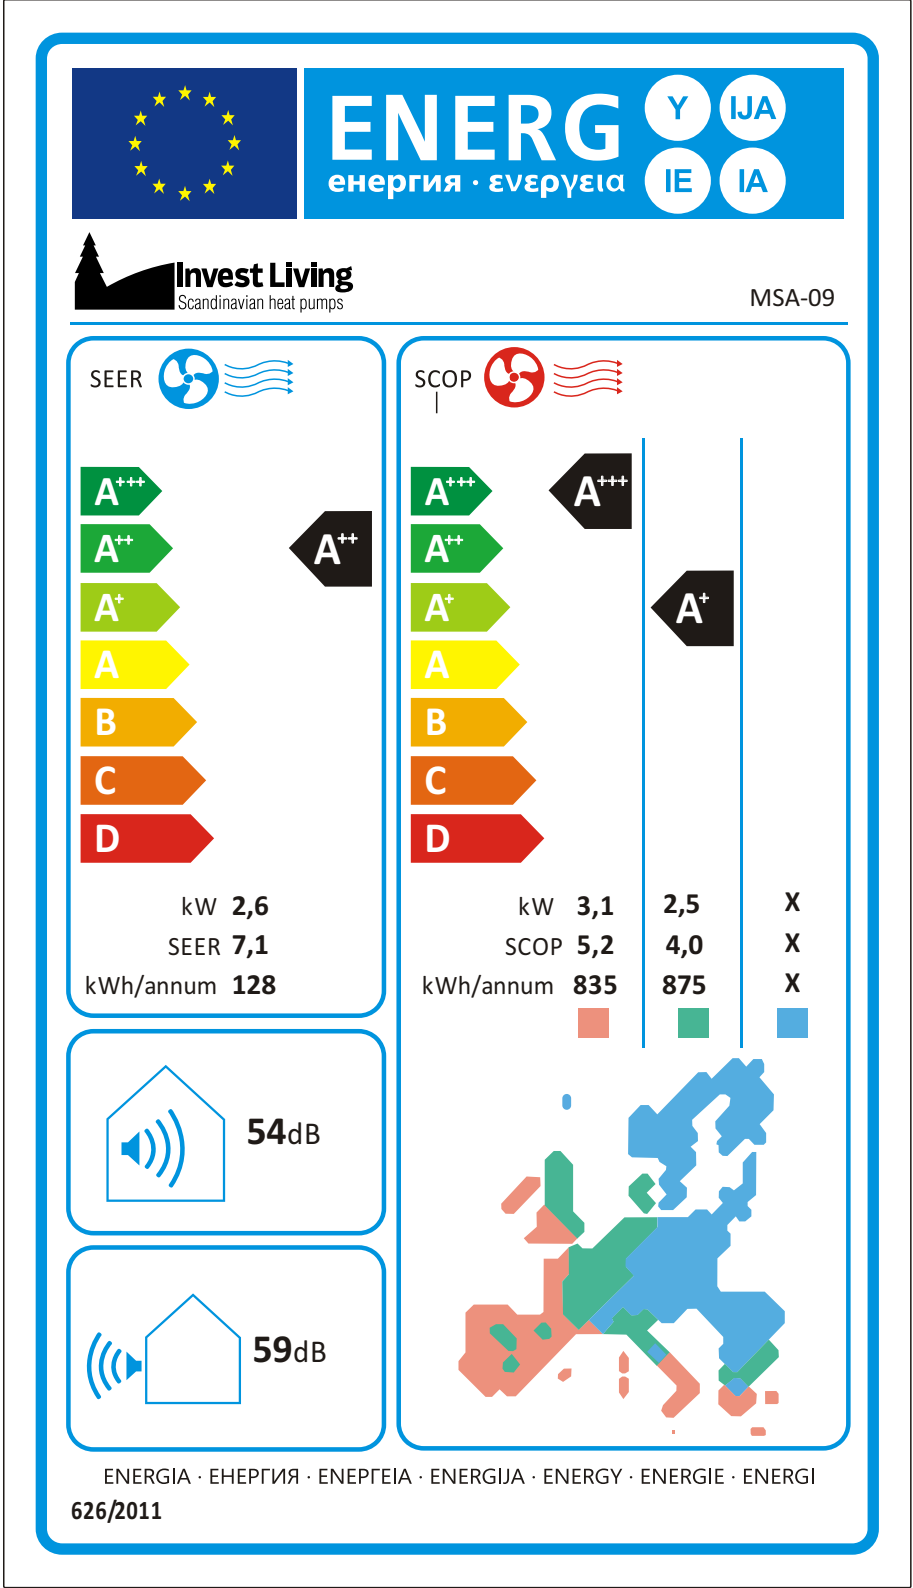 ENERG
енергия · ενεργεια
Y
IJA
IE
IA
Invest Living
Scandinavian heat pumps
MSA-09
SEER
A+++
A++
A+
A
B
C
D
A++
kW 2,6
SEER 7,1
kWh/annum 128
SCOP
A+++
A++
A+
A
B
C
D
A+++
A+
kW 3,1 2,5 X
SCOP 5,2 4,0 X
kWh/annum 835 875 X
54dB
59dB
ENERGIA · ЕНЕРГИЯ · ΕΝΕΡΓΕΙΑ · ENERGIJA · ENERGY · ENERGIE · ENERGI
626/2011